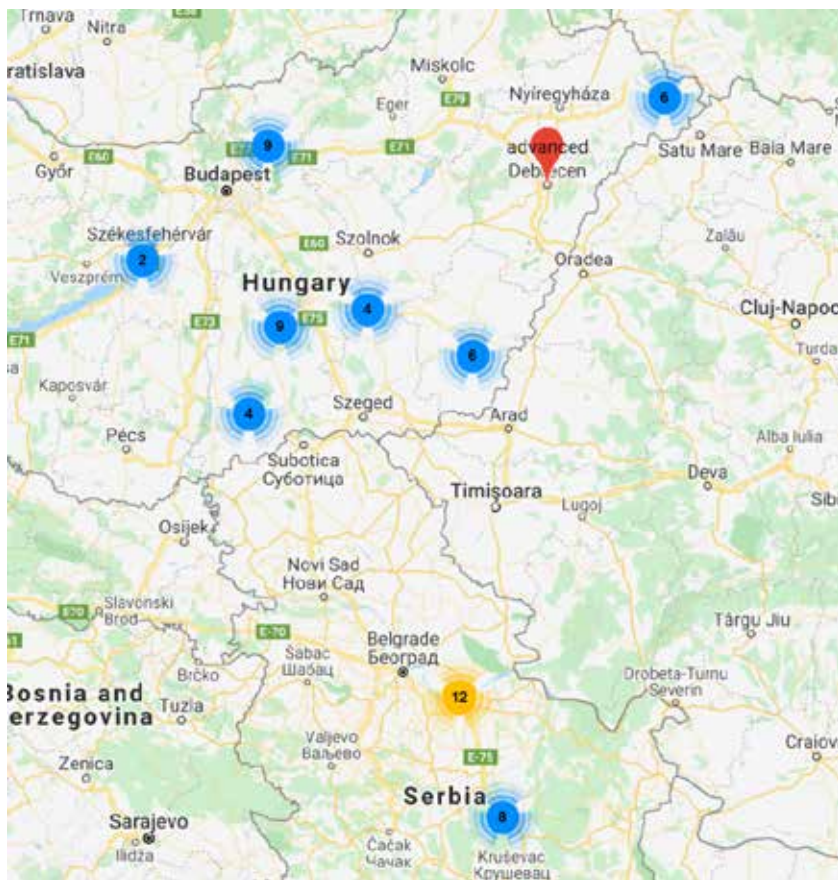 Trnava
Nitra
ratislava
Miskolc
Nyíregyháza
6
Eger
E79
9
E71
E71
advanced
Satu Mare
Baia Mare
E60
Győr
Budapest
Debrecen
Székesfehérvár
E60
Szolnok
Zalău
2
Veszprém
Oradea
Hungary
4
Cluj-Napoc
E73
9
E75
E71
Turda
6
Kaposvár
4
Szeged
Arad
Pécs
Alba Iulia
Subotica
Суботица
Deva
Timișoara
Lugoj
Sib
Osijek
Novi Sad
Нови Сад
E70
Slavonski
Brod
Târgu Jiu
E-70
Belgrade
Београд
Šabac
Шабац
Brčko
Drobeta-Turnu
Severin
Bosnia and
erzegovina
12
Tuzla
Valjevo
Ваљево
E-75
Craiov
Zenica
Serbia
8
Sarajevo
Ilidža
Čačak
Чачак
Kruševac
Крушевац